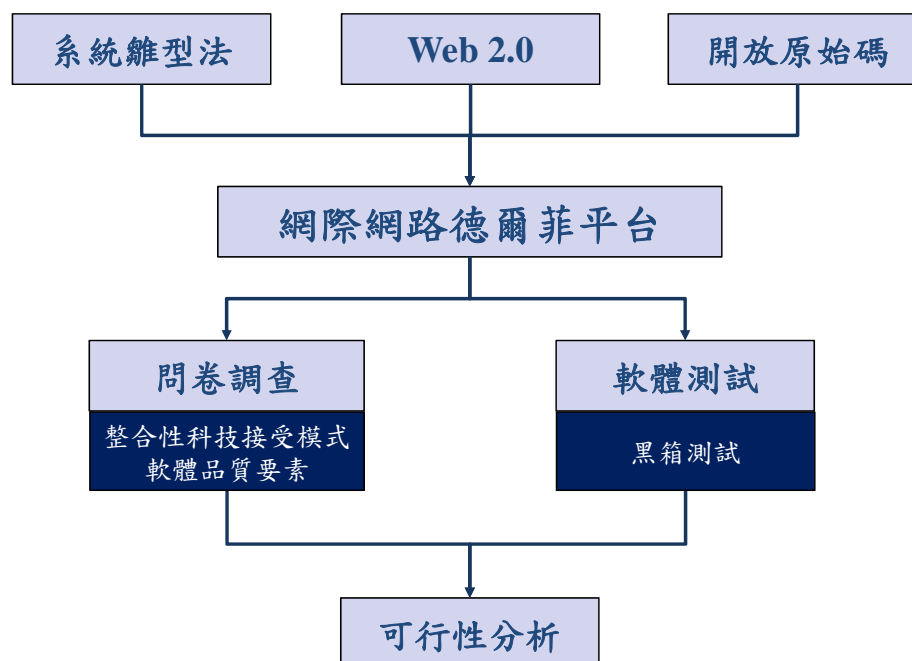 系統雛型法
Web 2.0
開放原始碼
網際網路德爾菲平台
問卷調查
軟體測試
整合性科技接受模式
軟體品質要素
黑箱測試
可行性分析